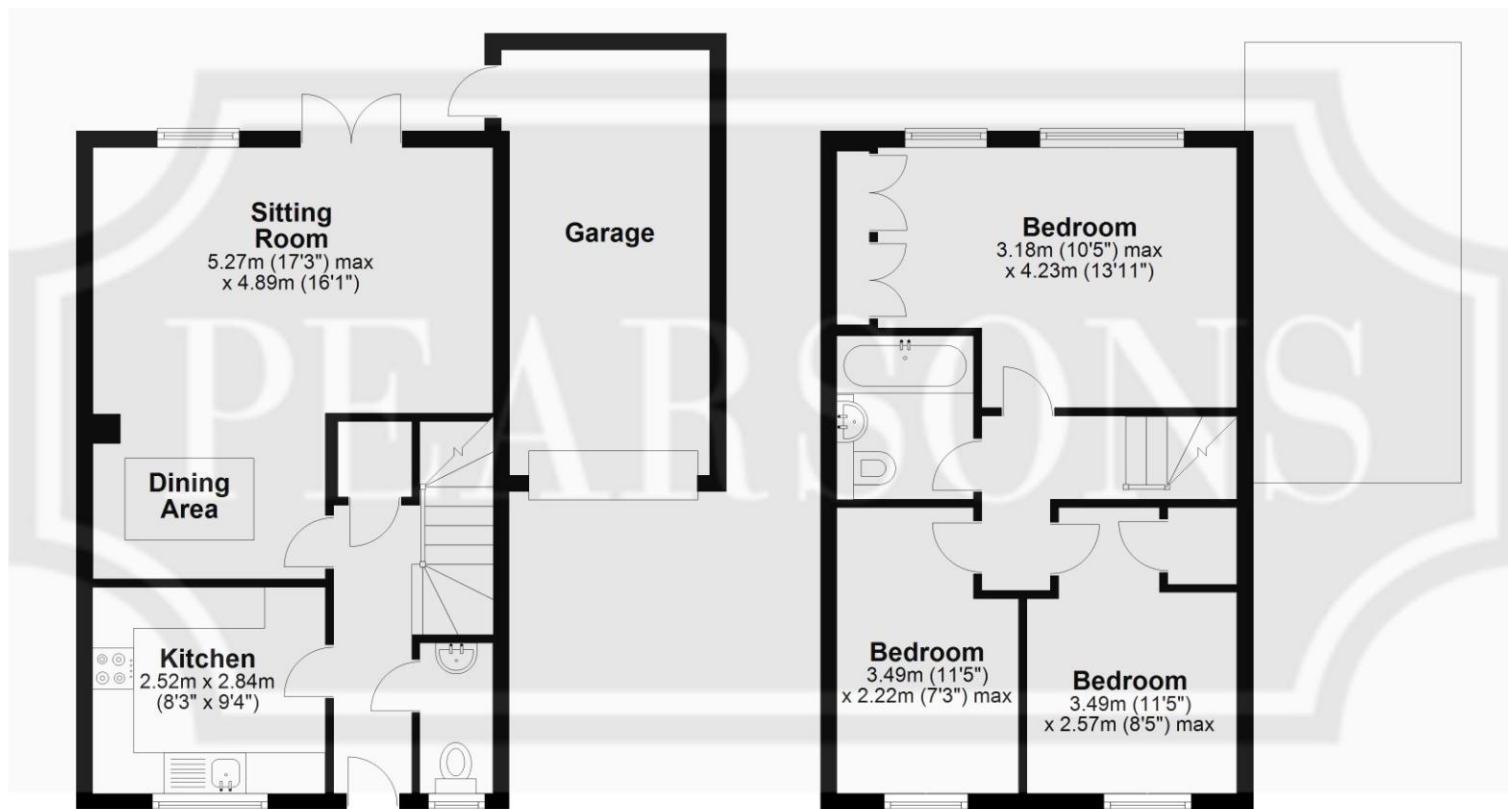 Sitting
Room
5.27m (17'3") max
x 4.89m (16'1")
Garage
Dining
Area
Kitchen
2.52m x 2.84m
(8'3" x 9'4")
Bedroom
3.18m (10'5") max
x 4.23m (13'11")
Bedroom
3.49m (11'5")
x 2.22m (7'3") max
Bedroom
3.49m (11'5")
x 2.57m (8'5") max
PEARSONS